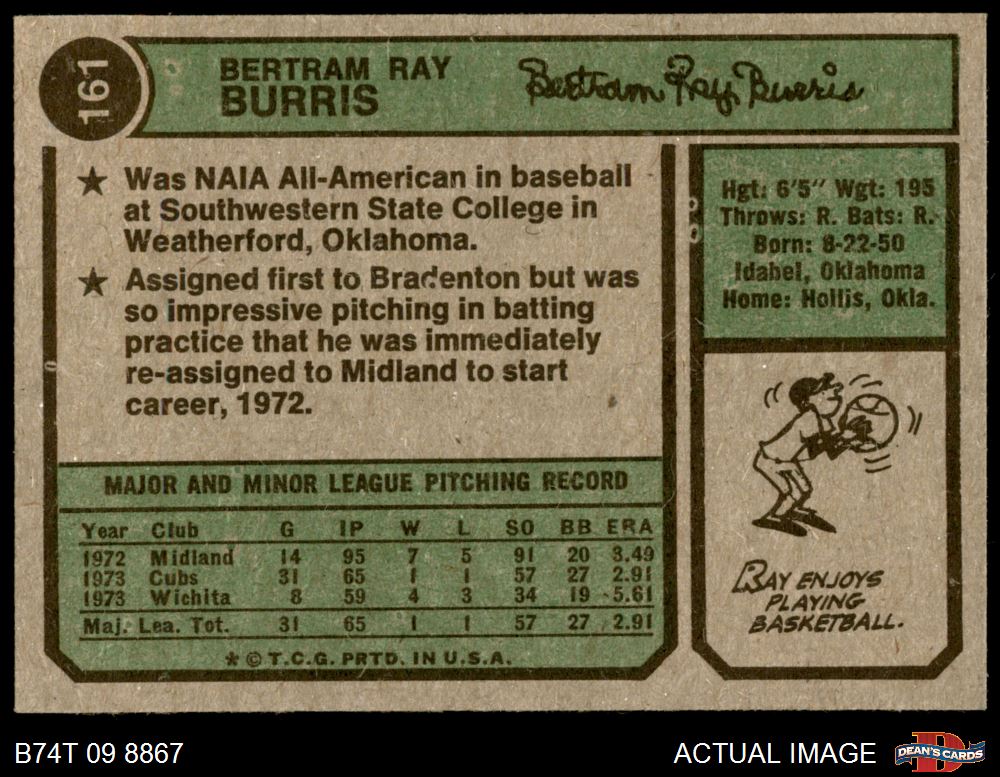 161
BERTRAM RAY
BURRIS
Bertram Ray Burris
★ Was NAIA All-American in baseball
at Southwestern State College in
Weatherford, Oklahoma.
★ Assigned first to Bradenton but was
so impressive pitching in batting
practice that he was immediately
re-assigned to Midland to start
career, 1972.
Hgt: 6'5" Wgt: 195
Throws: R. Bats: R.
Born: 8-22-50
Idabel, Oklahoma
Home: Hollis, Okla.
RAY ENJOYS
PLAYING
BASKETBALL.
MAJOR AND MINOR LEAGUE PITCHING RECORD
Year Club G IP W L SO BB ERA
1972 Midland 14 95 7 5 91 20 3.49
1973 Cubs 31 65 1 1 57 27 2.91
1973 Wichita 8 59 4 3 34 19 5.61
Maj. Lea. Tot. 31 65 1 1 57 27 2.91
* © T.C.G. PRTD. IN U.S.A.
B74T 09 8867
ACTUAL IMAGE
D
DEAN'S CARDS